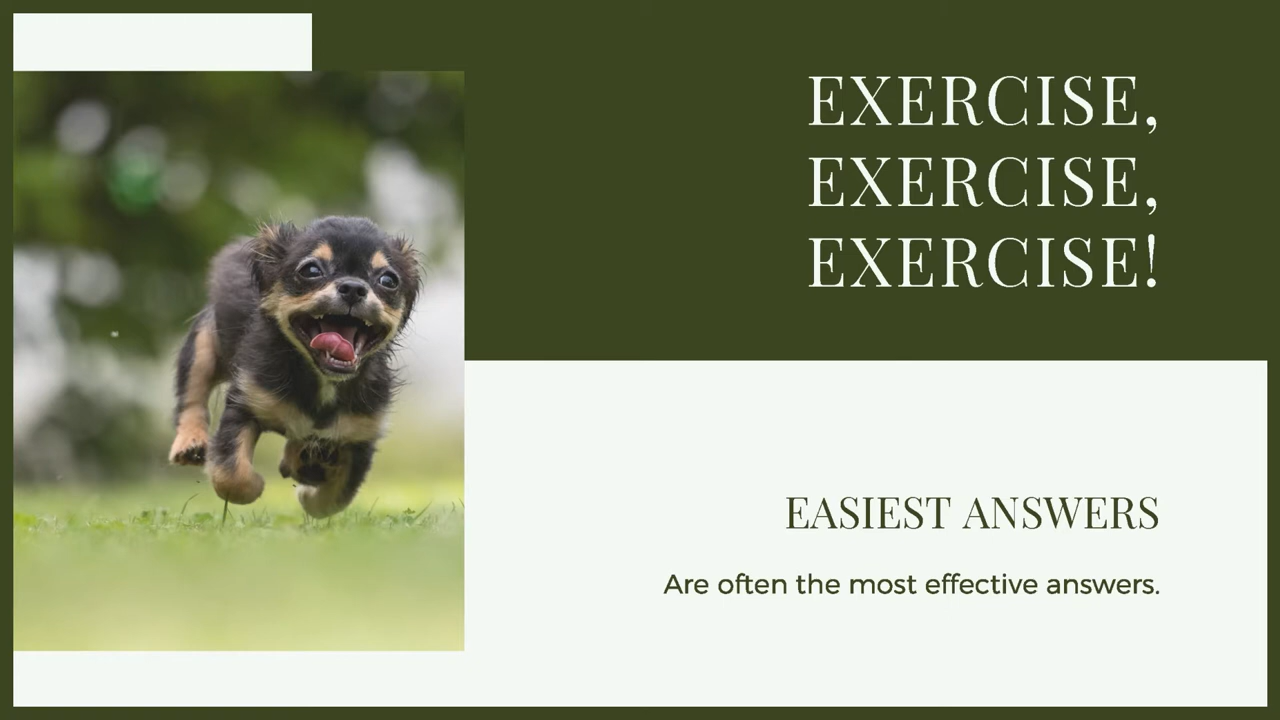 EXERCISE,
EXERCISE,
EXERCISE!
EASIEST ANSWERS
Are often the most effective answers.